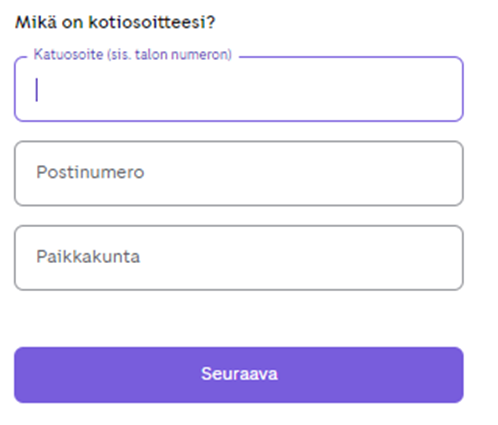 Mikä on kotiosoitteesi?
Katuosoite (sis. talon numeron)
Postinumero
Paikkakunta
Seuraava